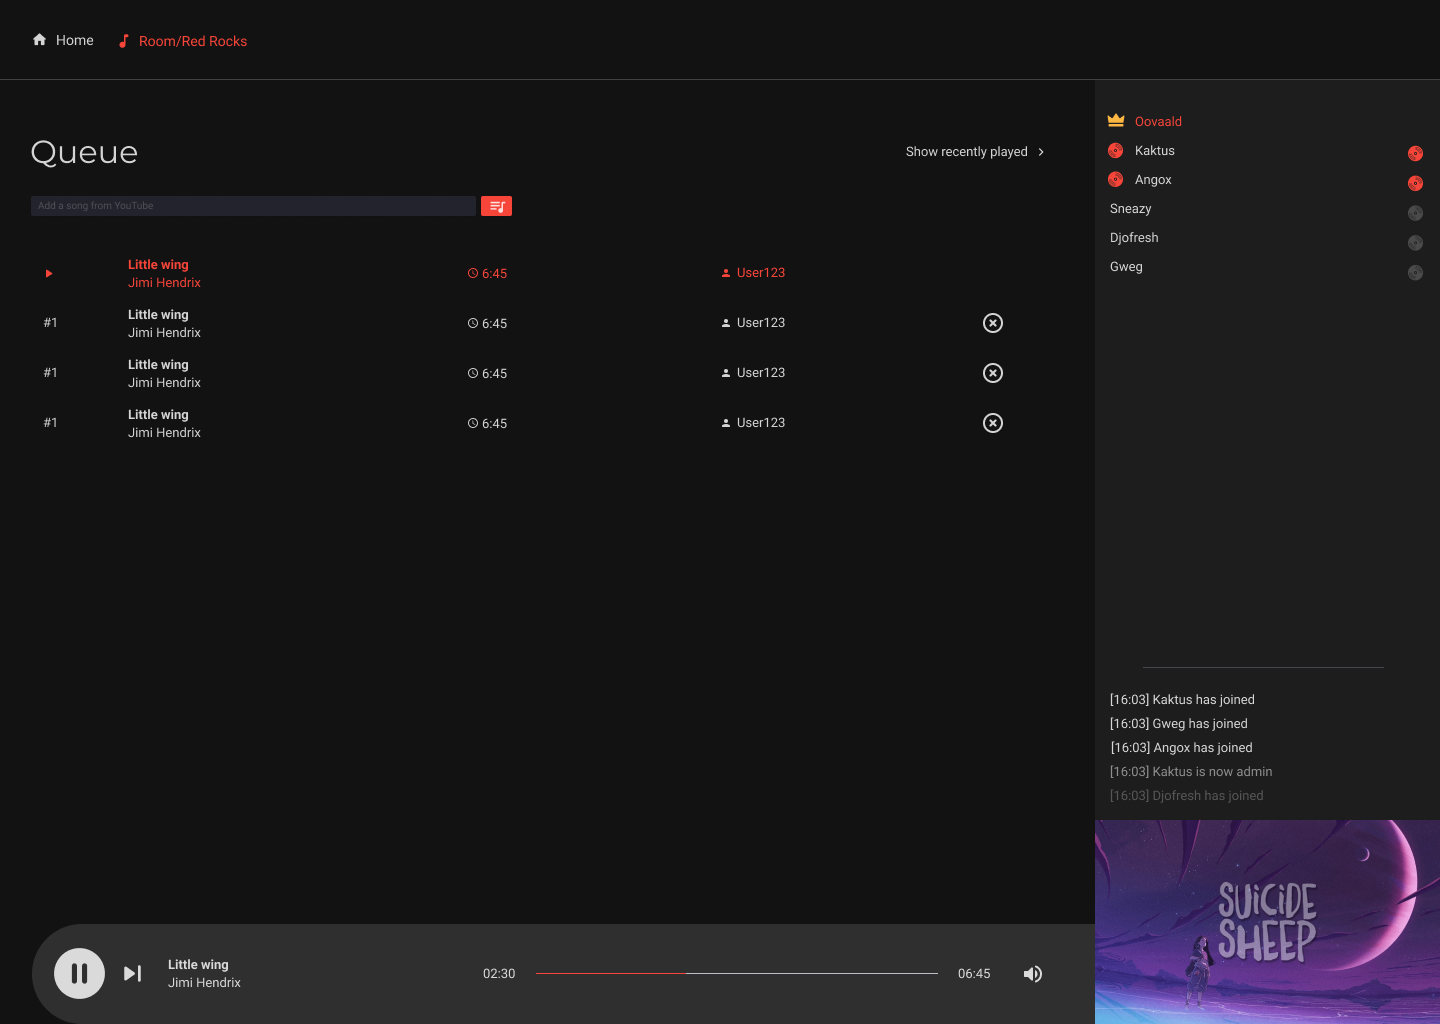 Home
Room/Red Rocks
Queue
Show recently played
Add a song from YouTube
Little wing
Jimi Hendrix
6:45
User123
#1
Little wing
Jimi Hendrix
6:45
User123
#1
Little wing
Jimi Hendrix
6:45
User123
#1
Little wing
Jimi Hendrix
6:45
User123
Oovaald
Kaktus
Angox
Sneazy
Djofresh
Gweg
[16:03] Kaktus has joined
[16:03] Gweg has joined
[16:03] Angox has joined
[16:03] Kaktus is now admin
[16:03] Djofresh has joined
SUiCiDE
SHEEP
Little wing
Jimi Hendrix
02:30
06:45